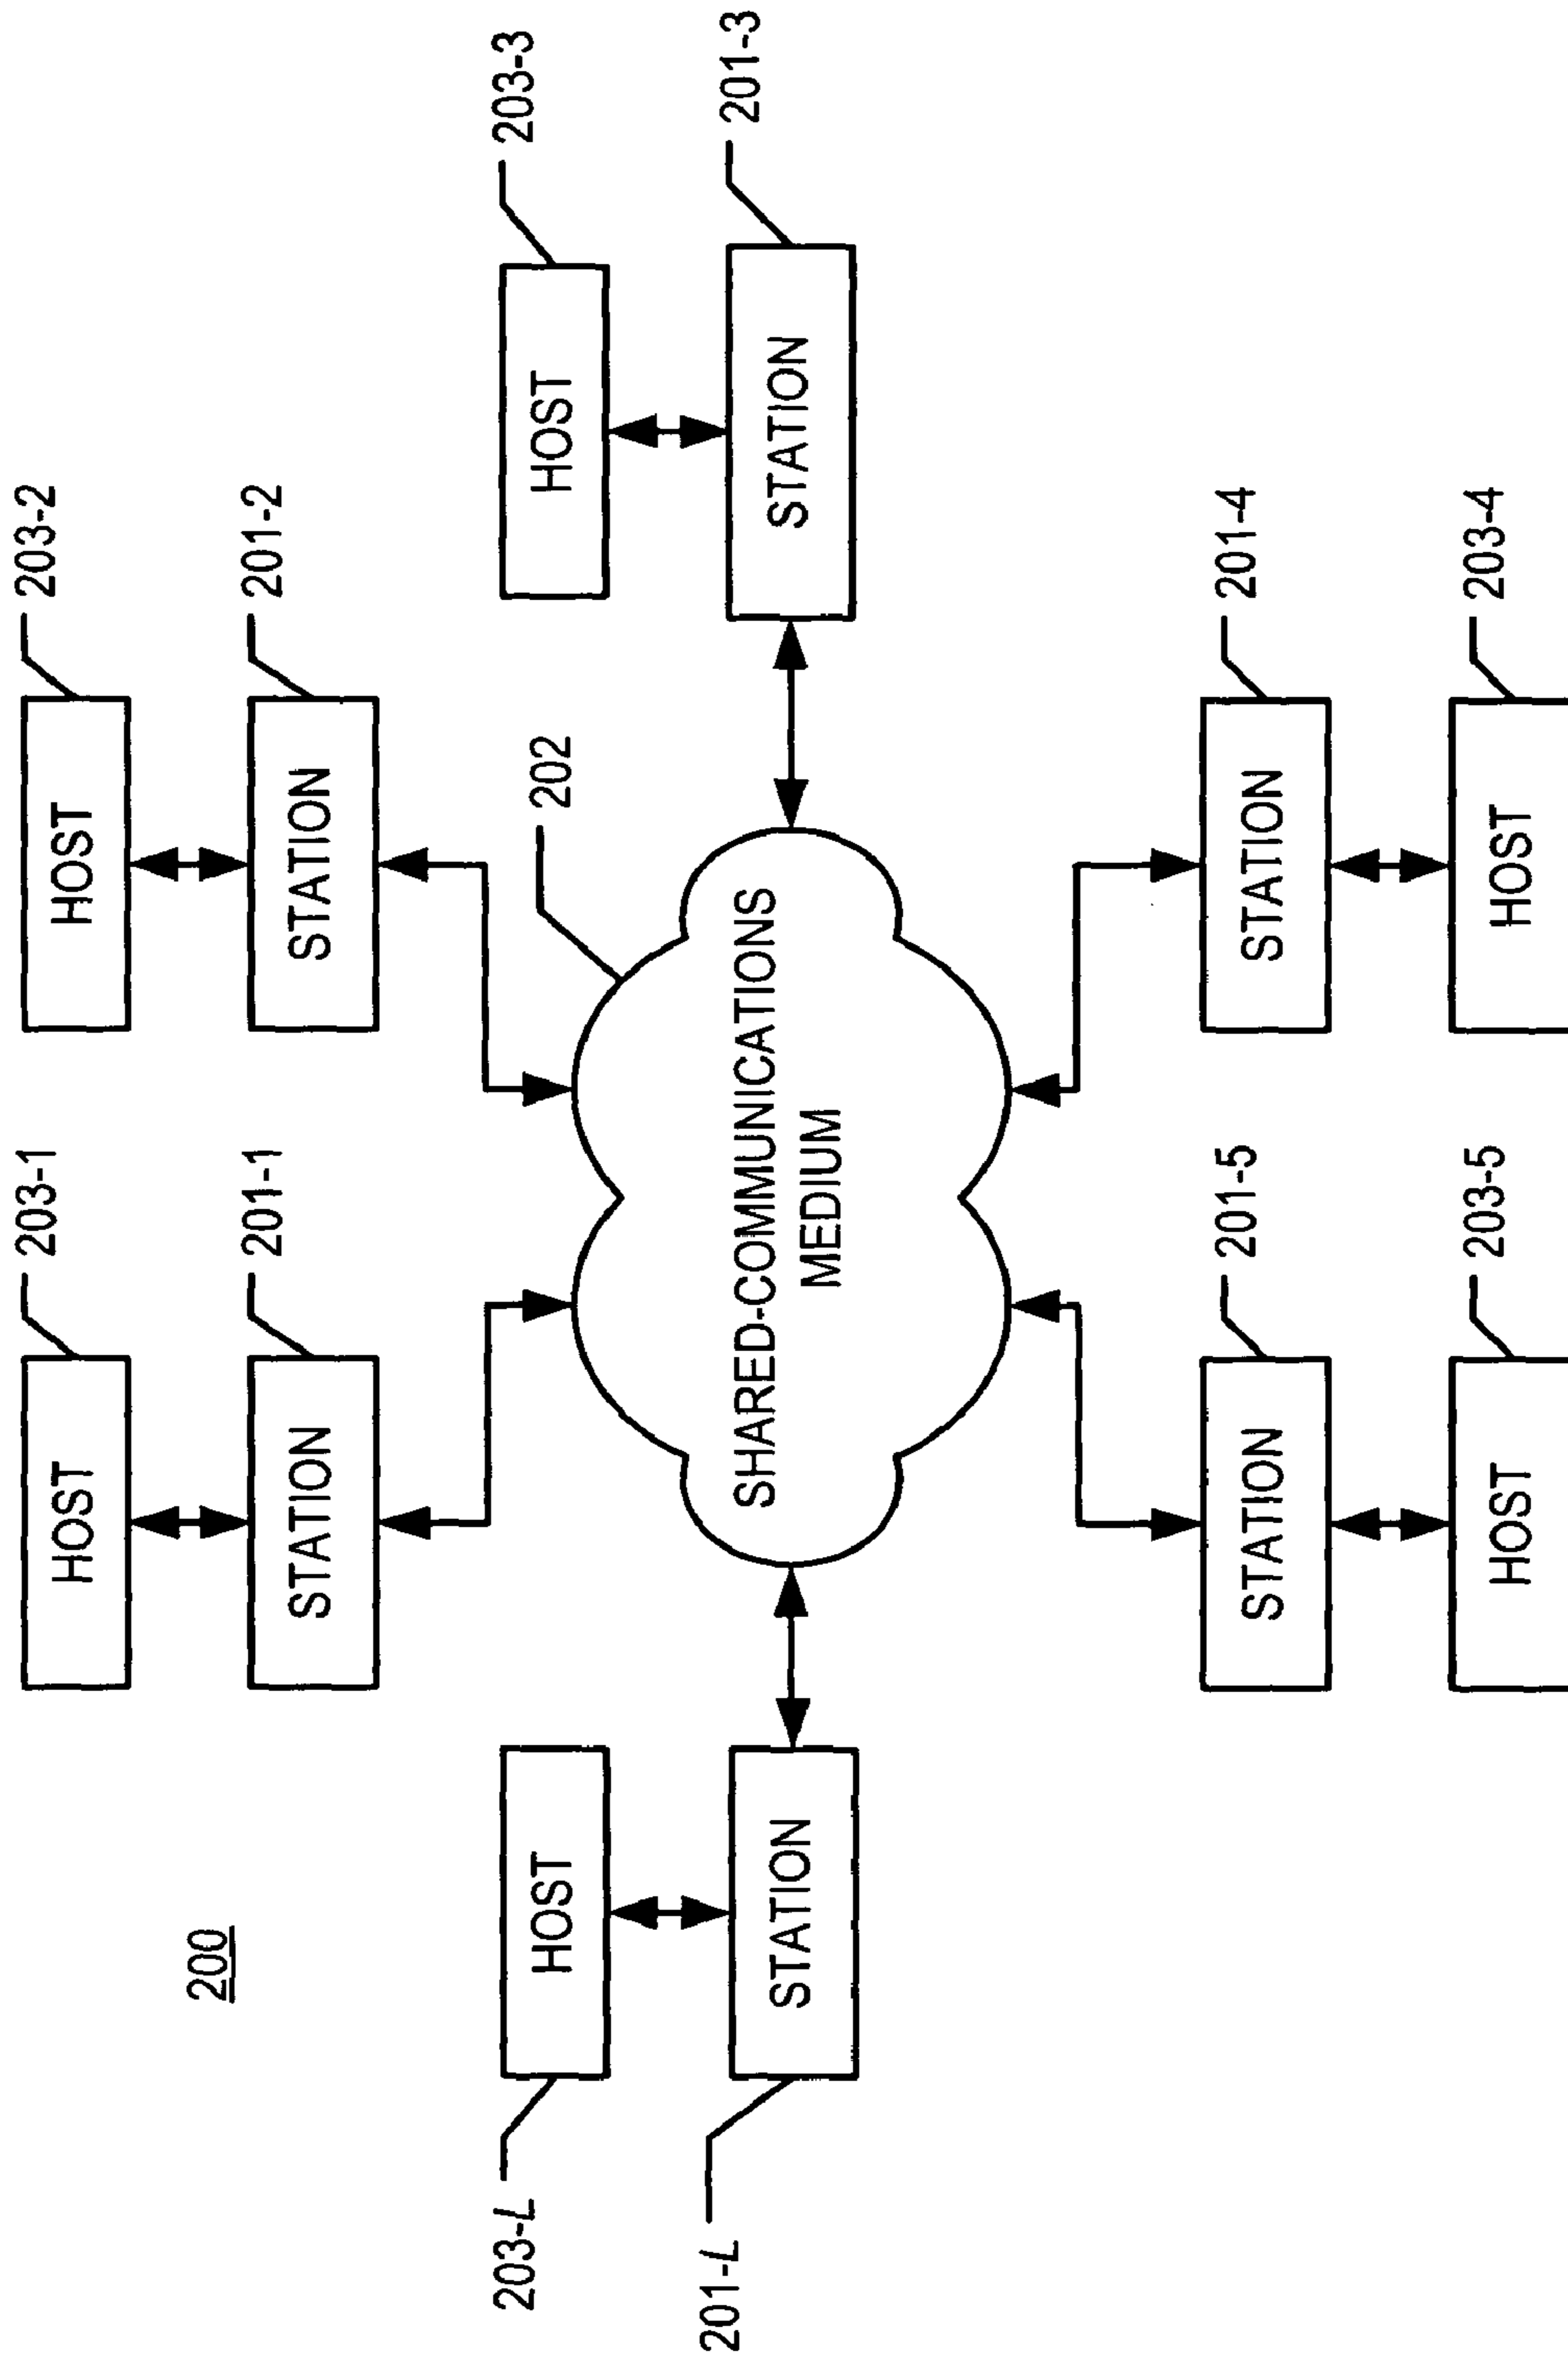 200
203-1
203-2
HOST
HOST
201-1
201-2
STATION
STATION
203-L
203-3
202
HOST
HOST
201-L
201-3
STATION
SHARED-COMMUNICATIONS
MEDIUM
STATION
201-5
201-4
STATION
STATION
203-5
203-4
HOST
HOST